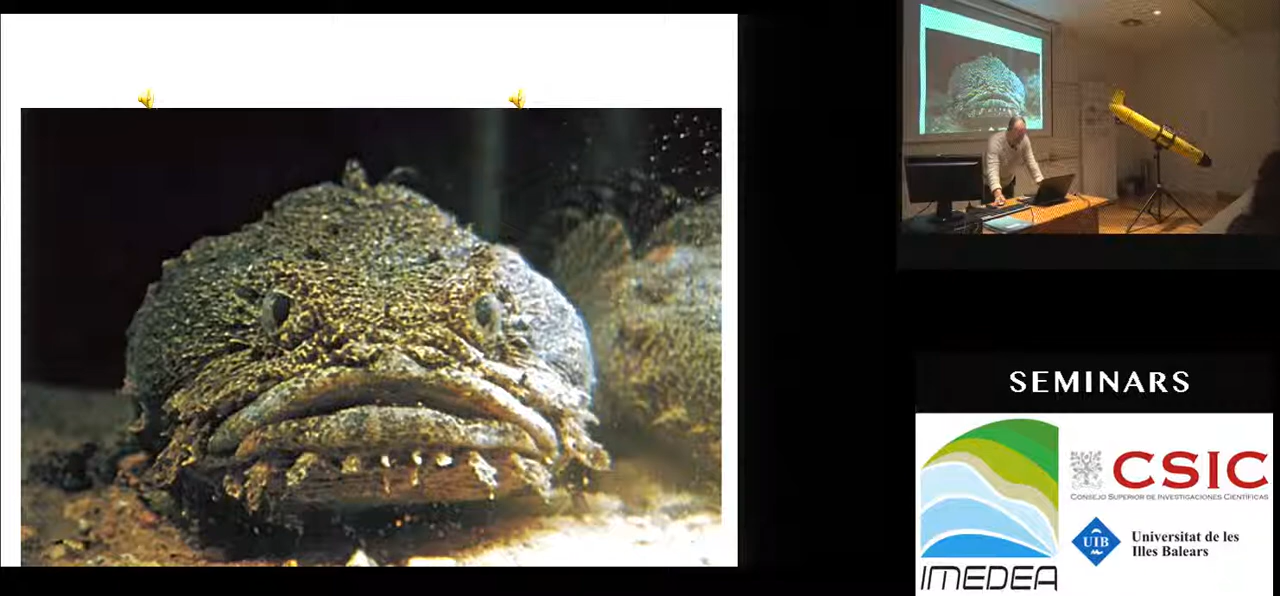 SEMINARS
CSIC
CONSEJO SUPERIOR DE INVESTIGACIONES CIENTÍFICAS
UIB
Universitat de les
Illes Balears
IMEDEA